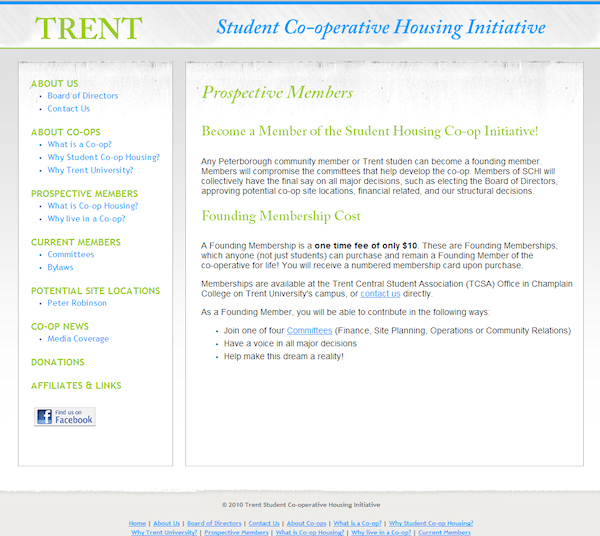 TRENT
Student Co-operative Housing Initiative
ABOUT US
• Board of Directors
• Contact Us
ABOUT CO-OPS
• What is a Co-op?
• Why Student Co-op Housing?
• Why Trent University?
PROSPECTIVE MEMBERS
• What is Co-op Housing?
• Why live in a Co-op?
CURRENT MEMBERS
• Committees
• Bylaws
POTENTIAL SITE LOCATIONS
• Peter Robinson
CO-OP NEWS
• Media Coverage
DONATIONS
AFFILIATES & LINKS
Find us on
Facebook
Prospective Members
Become a Member of the Student Housing Co-op Initiative!
Any Peterborough community member or Trent studen can become a founding member.
Members will compromise the committees that help develop the co-op. Members of SCHI will
collectively have the final say on all major decisions, such as electing the Board of Directors,
approving potential co-op site locations, financial related, and our structural decisions.
Founding Membership Cost
A Founding Membership is a one time fee of only $10. These are Founding Memberships,
which anyone (not just students) can purchase and remain a Founding Member of the
co-operative for life! You will receive a numbered membership card upon purchase.
Memberships are available at the Trent Central Student Association (TCSA) Office in Champlain
College on Trent University's campus, or contact us directly.
As a Founding Member, you will be able to contribute in the following ways:
• Join one of four Committees (Finance, Site Planning, Operations or Community Relations)
• Have a voice in all major decisions
• Help make this dream a reality!
© 2010 Trent Student Co-operative Housing Initiative
Home | About Us | Board of Directors | Contact Us | About Co-ops | What is a Co-op? | Why Student Co-op Housing?
Why Trent University? | Prospective Members | What is Co-op Housing? | Why live in a Co-op? | Current Members